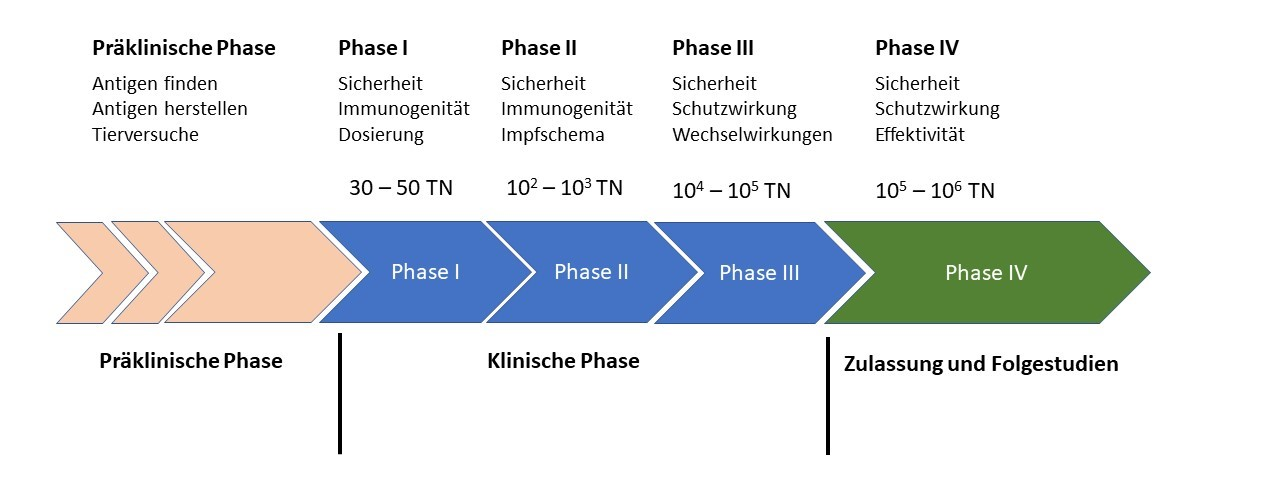 Präklinische Phase
Antigen finden
Antigen herstellen
Tierversuche
Phase I
Sicherheit
Immunogenität
Dosierung
30 – 50 TN
Phase II
Sicherheit
Immunogenität
Impfschema
10² – 10³ TN
Phase III
Sicherheit
Schutzwirkung
Wechselwirkungen
10⁴ – 10⁵ TN
Phase IV
Sicherheit
Schutzwirkung
Effektivität
10⁵ – 10⁶ TN
Phase I
Phase II
Phase III
Phase IV
Präklinische Phase
Klinische Phase
Zulassung und Folgestudien